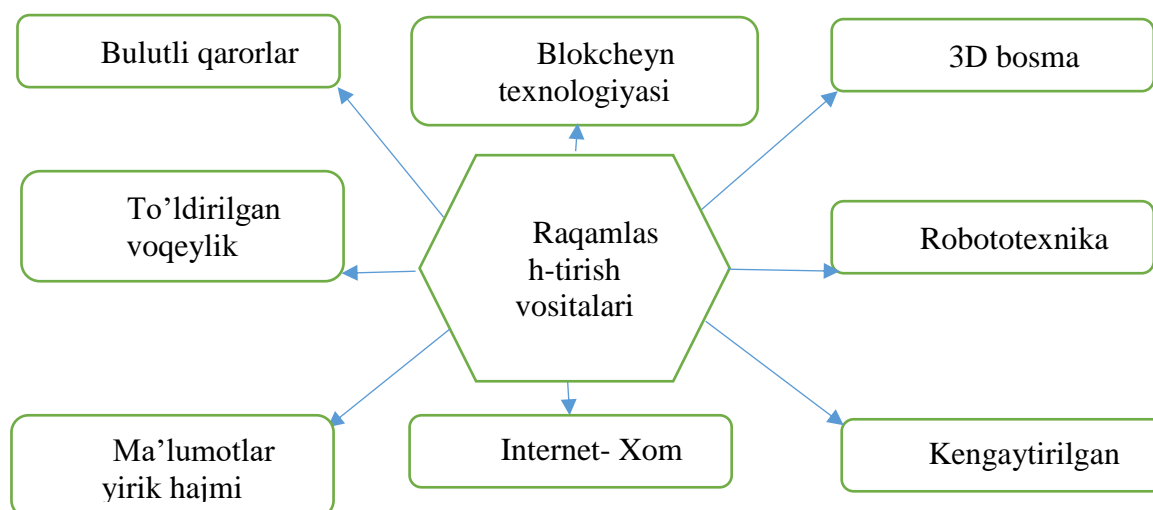 Bulutli qarorlar
Blokcheyn
texnologiyasi
3D bosma
To’ldirilgan
voqeylik
Raqamlas
h-tirish
vositalari
Robototexnika
Ma’lumotlar
yirik hajmi
Internet- Xom
Kengaytirilgan